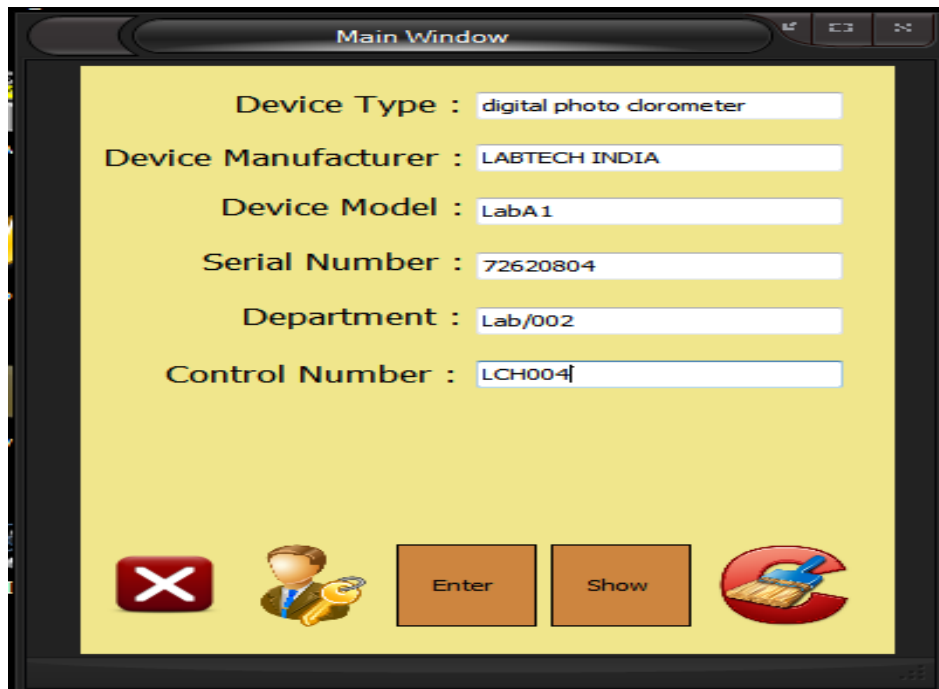 Main Window
Device Type : digital photo clorometer
Device Manufacturer : LABTECH INDIA
Device Model : LabA1
Serial Number : 72620804
Department : Lab/002
Control Number : LCH004
Enter Show